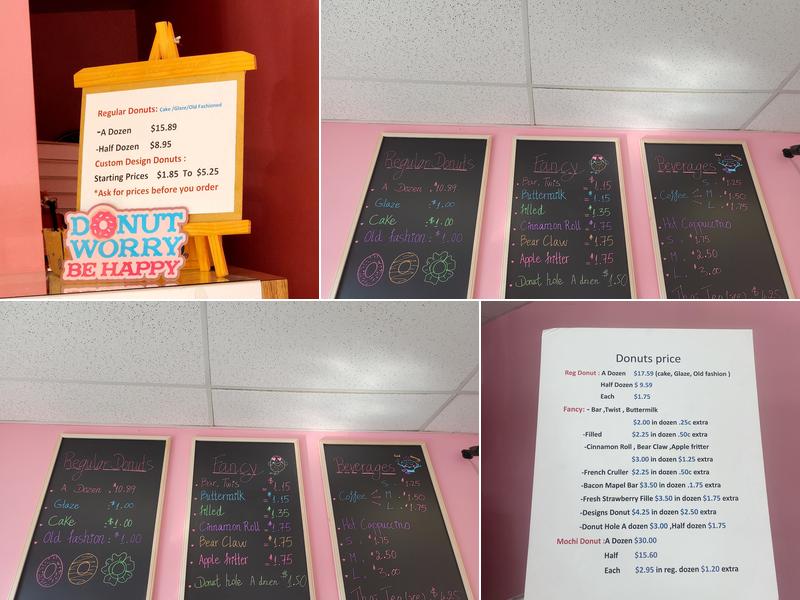 Regular Donuts: Cake /Glaze/Old Fashioned
-A Dozen $15.89
-Half Dozen $8.95
Custom Design Donuts :
Starting Prices $1.85 To $5.25
*Ask for prices before you order
DONUT
WORRY
BE HAPPY
Regular Donuts
A Dozen .$10.89
Glaze .$1.00
Cake .$1.00
Old fashion : $1.00
Fancy
Bar, Twis = $1.15
Buttermilk = $1.15
filled = $1.35
Cinnamon Roll = $1.75
Bear Claw = $1.75
Apple fritter = $1.75
Donut hole A dzen $1.50
Beverages
S . $1.25
Coffee < M . $1.50
L . $1.75
Hot Cappuccino
S . $1.75
M . $2.50
L . $3.00
Regular Donuts
A Dozen .$10.89
Glaze .$1.00
Cake .$1.00
Old fashion : $1.00
Fancy
Bar, Twis = $1.15
Buttermilk = $1.15
filled = $1.35
Cinnamon Roll = $1.75
Bear Claw = $1.75
Apple fritter = $1.75
Donut hole A dzen $1.50
Beverages
S . $1.25
Coffee < M . $1.50
L . $1.75
Hot Cappuccino
S . $1.75
M . $2.50
L . $3.00
Donuts price
Reg Donut : A Dozen $17.59 (cake, Glaze, Old fashion )
Half Dozen $ 9.59
Each $1.75
Fancy: - Bar ,Twist , Buttermilk
$2.00 in dozen .25c extra
-Filled $2.25 in dozen .50c extra
-Cinnamon Roll , Bear Claw ,Apple fritter
$3.00 in dozen $1.25 extra
-French Cruller $2.25 in dozen .50c extra
-Bacon Mapel Bar $3.50 in dozen .1.75 extra
-Fresh Strawberry Fille $3.50 in dozen $1.75 extra
-Designs Donut $4.25 in dozen $2.50 extra
-Donut Hole A dozen $3.00 ,Half dozen $1.75
Mochi Donut :A Dozen $30.00
Half $15.60
Each $2.95 in reg. dozen $1.20 extra